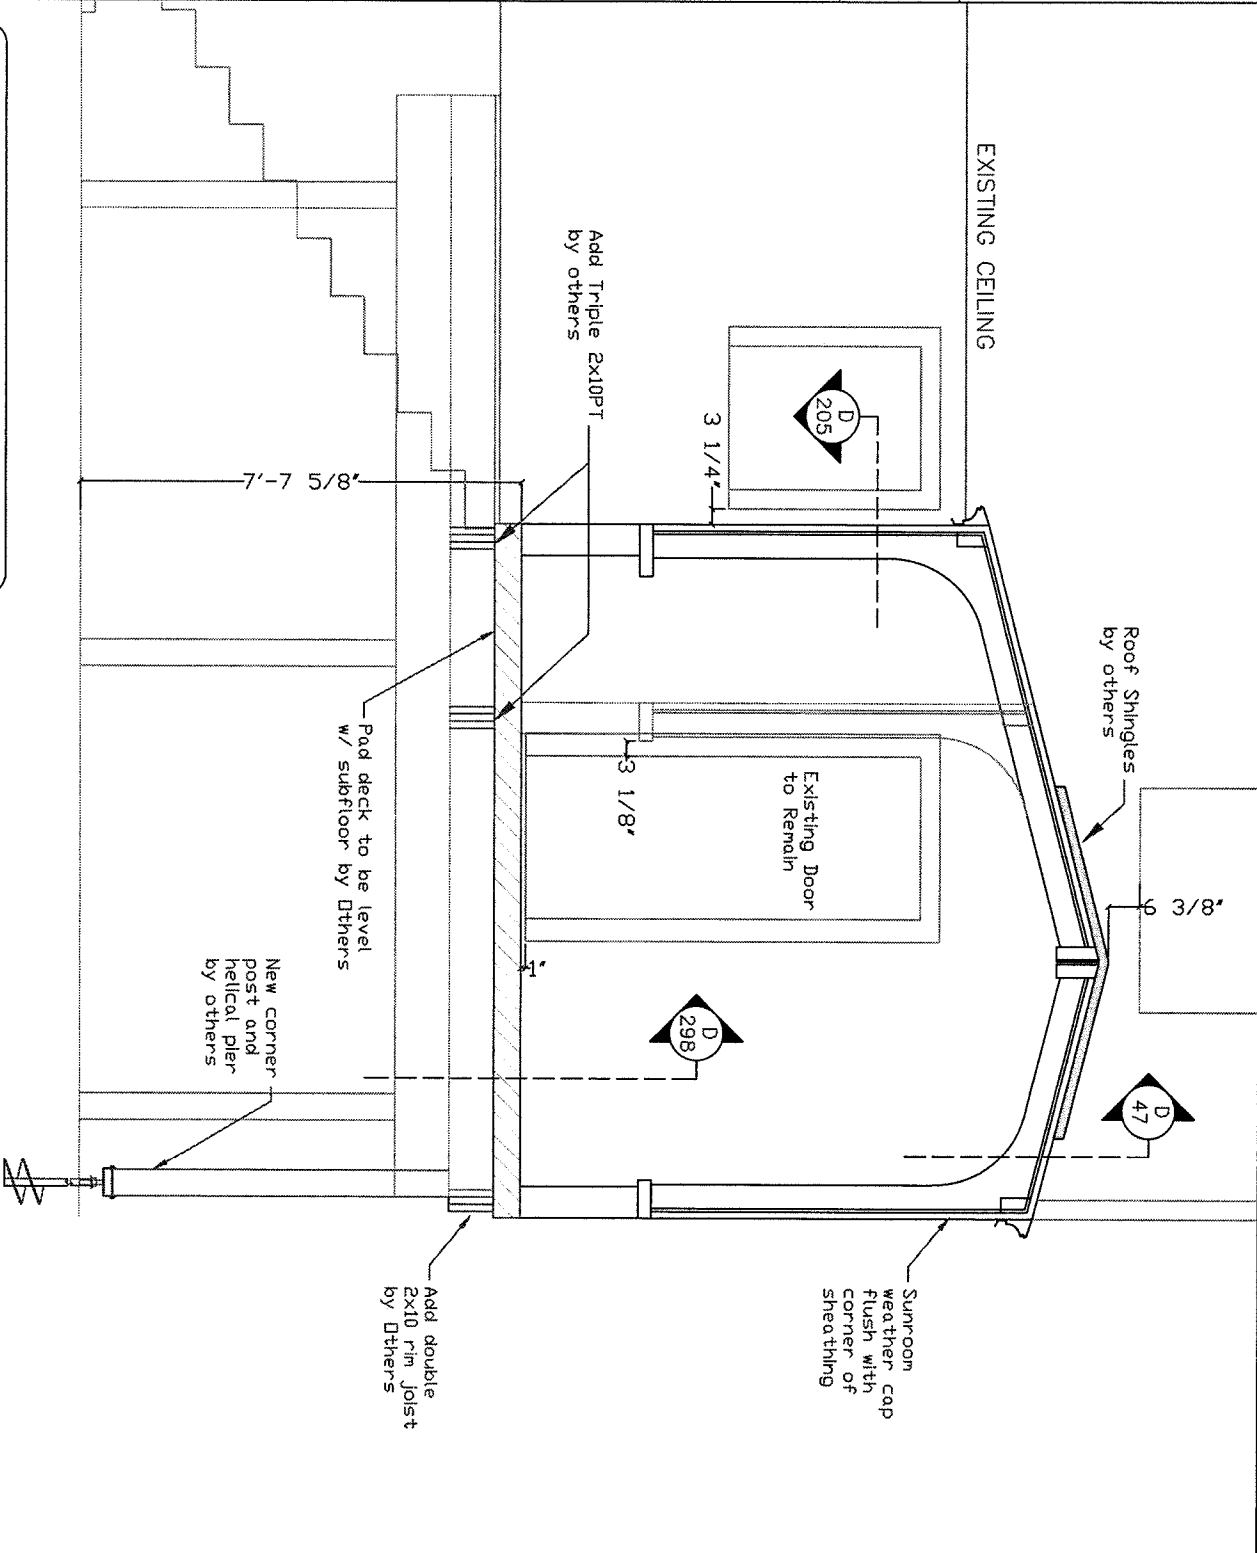 EXISTING CEILING
Roof Shingles
by others
6 3/8"
D
47
D
205
3 1/4"
Existing Door
to Remain
3 1/8"
Sunroom
weather cap
flush with
corner of
sheathing
D
298
1"
Add Triple 2x10PT
by others
7'-7 5/8"
Pad deck to be level
w/ subfloor by Others
Add double
2x10 rim joist
by Others
New corner
post and
helical pier
by others